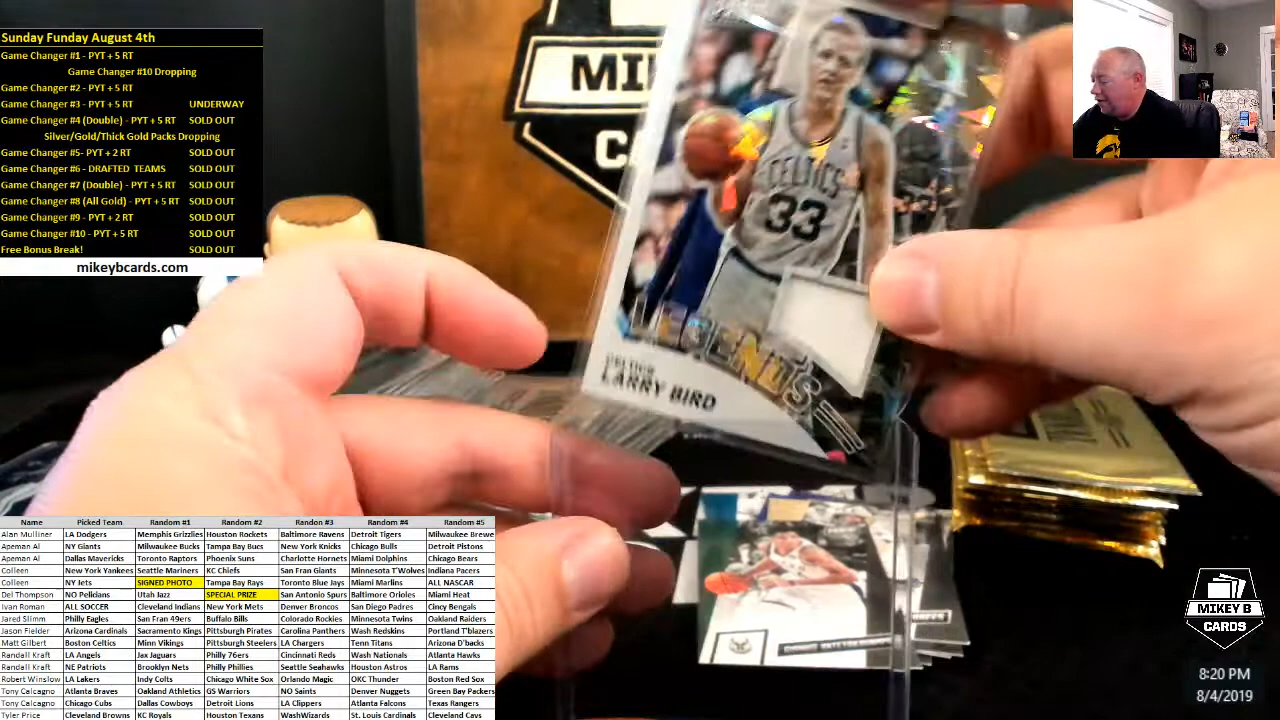 Sunday Funday August 4th
Game Changer #1 - PYT + 5 RT
Game Changer #10 Dropping
Game Changer #2 - PYT + 5 RT
Game Changer #3 - PYT + 5 RT UNDERWAY
Game Changer #4 (Double) - PYT + 5 RT SOLD OUT
Silver/Gold/Thick Gold Packs Dropping
Game Changer #5- PYT + 2 RT SOLD OUT
Game Changer #6 - DRAFTED TEAMS SOLD OUT
Game Changer #7 (Double) - PYT + 5 RT SOLD OUT
Game Changer #8 (All Gold) - PYT + 5 RT SOLD OUT
Game Changer #9 - PYT + 2 RT SOLD OUT
Game Changer #10 - PYT + 5 RT SOLD OUT
Free Bonus Break! SOLD OUT
mikeybcards.com
MI
C
CELTICS
33
LEGENDS
CELTICS
LARRY BIRD
Name Picked Team Random #1 Random #2 Randon #3 Random #4 Random #5
Alan Mulliner LA Dodgers Memphis Grizzlies Houston Rockets Baltimore Ravens Detroit Tigers Milwaukee Brewe
Apeman Al NY Giants Milwaukee Bucks Tampa Bay Bucs New York Knicks Chicago Bulls Detroit Pistons
Apeman Al Dallas Mavericks Toronto Raptors Phoenix Suns Charlotte Hornets Miami Dolphins Chicago Bears
Colleen New York Yankees Seattle Mariners KC Chiefs San Fran Giants Minnesota T'Wolves Indiana Pacers
Colleen NY Jets SIGNED PHOTO Tampa Bay Rays Toronto Blue Jays Miami Marlins ALL NASCAR
Del Thompson NO Pelicians Utah Jazz SPECIAL PRIZE San Antonio Spurs Baltimore Orioles Miami Heat
Ivan Roman ALL SOCCER Cleveland Indians New York Mets Denver Broncos San Diego Padres Cincy Bengals
Jared Slimm Philly Eagles San Fran 49ers Buffalo Bills Colorado Rockies Minnesota Twins Oakland Raiders
Jason Fielder Arizona Cardinals Sacramento Kings Pittsburgh Pirates Carolina Panthers Wash Redskins Portland T'blazers
Matt Gilbert Boston Celtics Minn Vikings Pittsburgh Steelers LA Chargers Tenn Titans Arizona D'backs
Randall Kraft LA Angels Jax Jaguars Philly 76ers Cincinnati Reds Wash Nationals Atlanta Hawks
Randall Kraft NE Patriots Brooklyn Nets Philly Phillies Seattle Seahawks Houston Astros LA Rams
Robert Winslow LA Lakers Indy Colts Chicago White Sox Orlando Magic OKC Thunder Boston Red Sox
Tony Calcagno Atlanta Braves Oakland Athletics GS Warriors NO Saints Denver Nuggets Green Bay Packers
Tony Calcagno Chicago Cubs Dallas Cowboys Detroit Lions LA Clippers Atlanta Falcons Texas Rangers
Tyler Price Cleveland Browns KC Royals Houston Texans WashWizards St. Louis Cardinals Cleveland Cavs
MIKEY B
CARDS
8:20 PM
8/4/2019